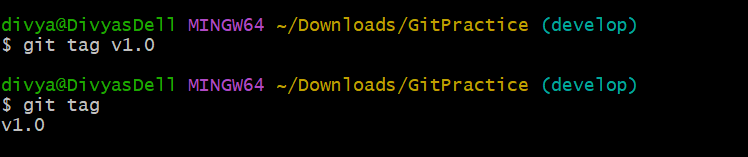 divya@DivyasDell MINGW64 ~/Downloads/GitPractice (develop)
$ git tag v1.0
divya@DivyasDell MINGW64 ~/Downloads/GitPractice (develop)
$ git tag
v1.0